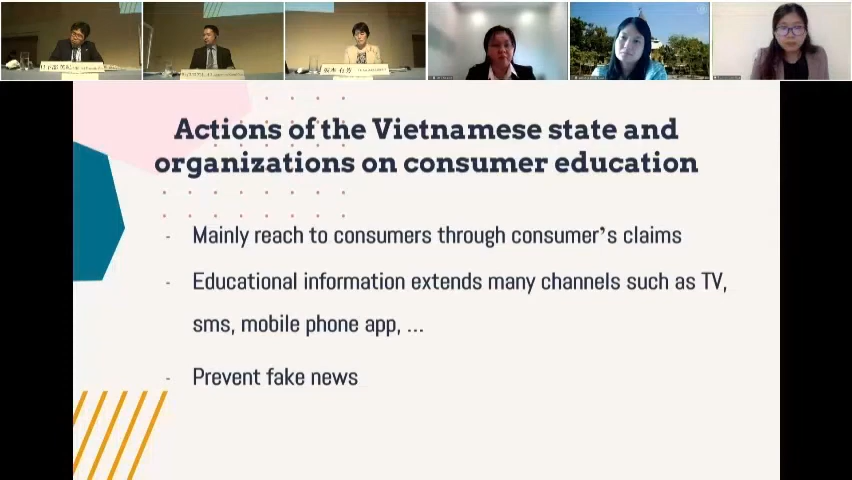 Actions of the Vietnamese state and
organizations on consumer education
- Mainly reach to consumers through consumer's claims
- Educational information extends many channels such as TV,
sms, mobile phone app, ...
- Prevent fake news